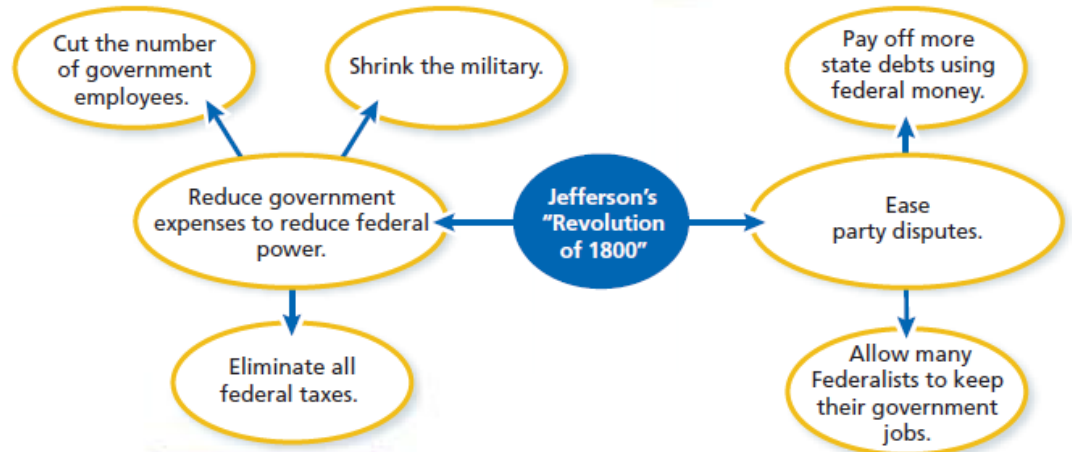 Cut the number
of government
employees.
Shrink the military.
Pay off more
state debts using
federal money.
Reduce government
expenses to reduce federal
power.
Jefferson's
"Revolution
of 1800"
Ease
party disputes.
Eliminate all
federal taxes.
Allow many
Federalists to keep
their government
jobs.